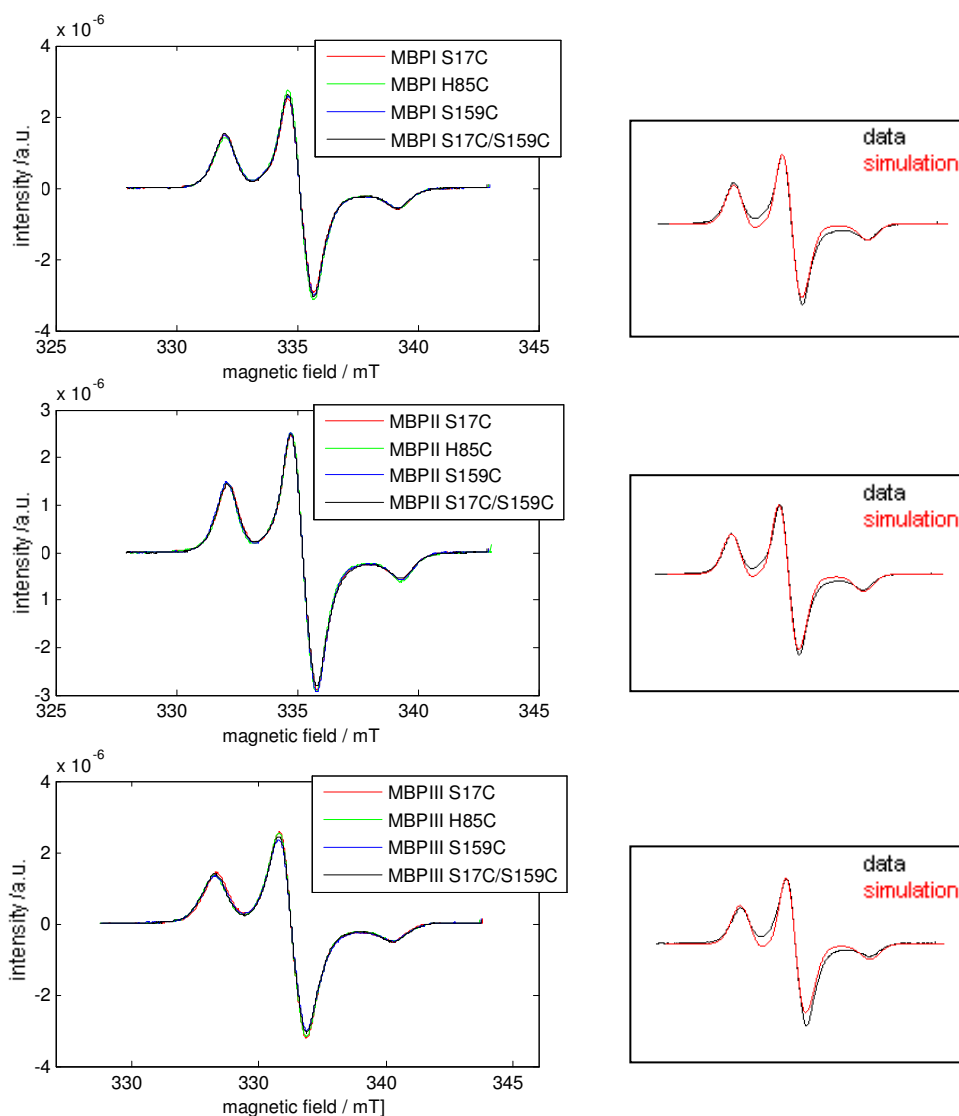 x 10-6
4
2
0
-2
-4
intensity /a.u.
MBPI S17C
MBPI H85C
MBPI S159C
MBPI S17C/S159C
325
330
335
340
345
magnetic field / mT
data
simulation
x 10-6
3
2
1
0
1
-2
-3
intensity /a.u.
MBPII S17C
MBPII H85C
MBPII S159C
MBPII S17C/S159C
325
330
335
340
345
magnetic field / mT
data
simulation
x 10-6
4
2
0
-2
-4
intensity /a.u.
MBPIII S17C
MBPIII H85C
MBPIII S159C
MBPIII S17C/S159C
330
330
340
345
magnetic field / mT]
data
simulation